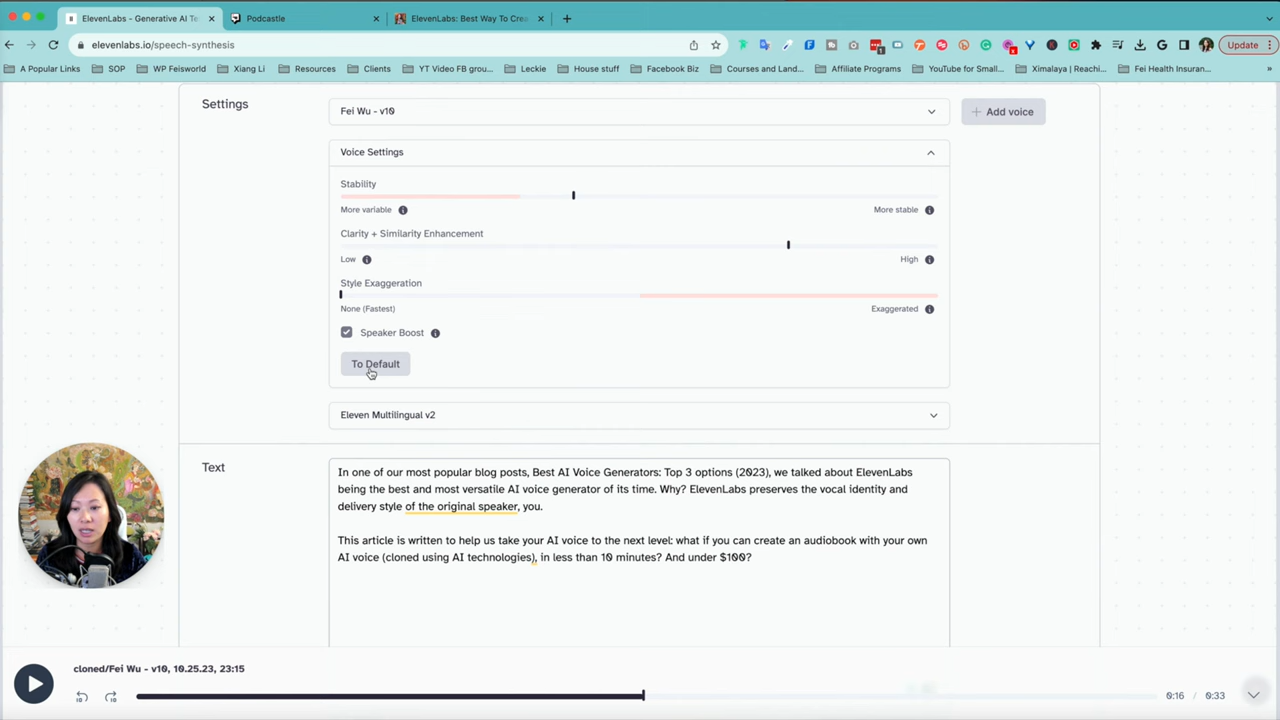 ElevenLabs - Generative AI Te
Podcastle
ElevenLabs: Best Way To Crea
elevenlabs.io/speech-synthesis
Update
A Popular Links
SOP
WP Feisworld
Xiang Li
Resources
Clients
YT Video FB grou...
Leckie
House stuff
Facebook Biz
Courses and Land...
Affiliate Programs
YouTube for Small...
Ximalaya | Reachi...
Fei Health Insuran...
»
Settings
Fei Wu - v10
+ Add voice
Voice Settings
Stability
More variable
More stable
Clarity + Similarity Enhancement
Low
High
Style Exaggeration
None (Fastest)
Exaggerated
Speaker Boost
To Default
Eleven Multilingual v2
Text
In one of our most popular blog posts, Best AI Voice Generators: Top 3 options (2023), we talked about ElevenLabs
being the best and most versatile AI voice generator of its time. Why? ElevenLabs preserves the vocal identity and
delivery style of the original speaker, you.
This article is written to help us take your AI voice to the next level: what if you can create an audiobook with your own
AI voice (cloned using AI technologies), in less than 10 minutes? And under $100?
cloned/Fei Wu - v10, 10.25.23, 23:15
0:16 / 0:33